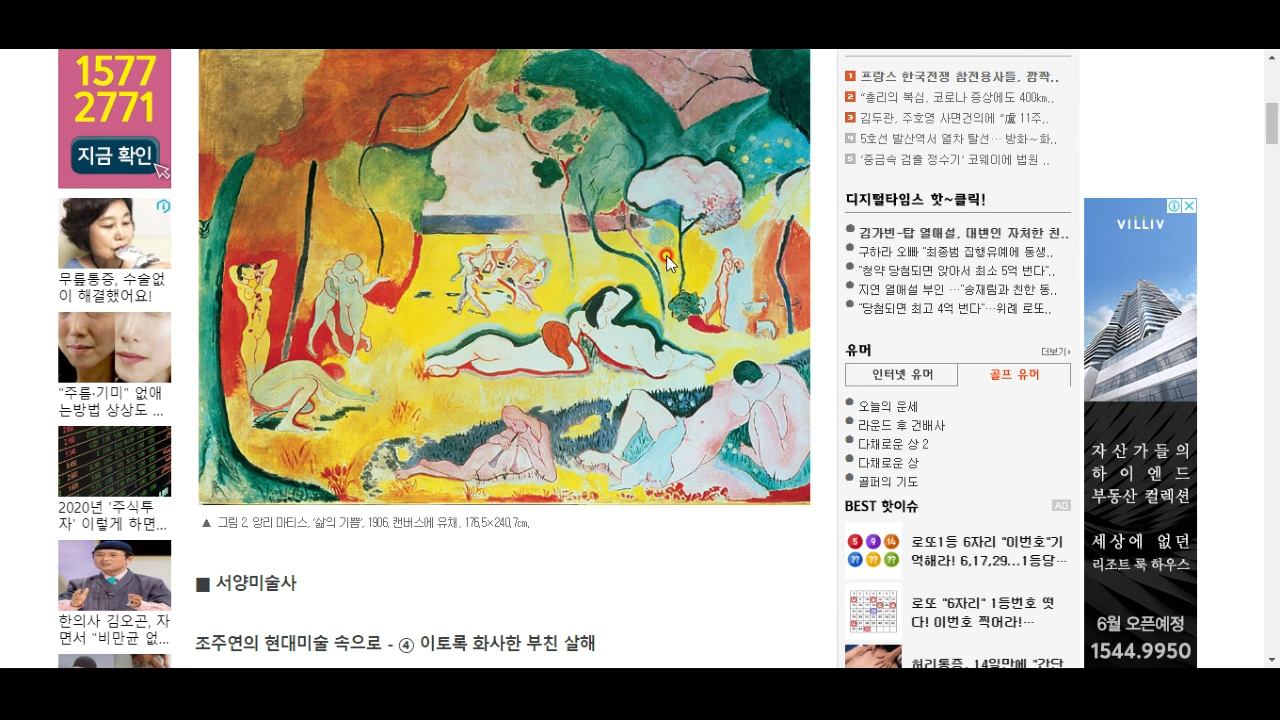 1577
2771
지금 확인
무릎통증, 수술없
이 해결했어요!
"주름·기미" 없애
는방법 상상도 ...
2020년 '주식투
자' 이렇게 하면...
한의사 김오곤, 자
면서 "비만균 없...
▲ 그림 2. 앙리 마티스, '삶의 기쁨', 1906, 캔버스에 유채, 176.5×240.7cm.
■ 서양미술사
조주연의 현대미술 속으로 - ④ 이토록 화사한 부친 살해
1 프랑스 한국전쟁 참전용사들, 깜짝..
2 "총리의 복심, 코로나 증상에도 400km..
3 김두관, 주호영 사면건의에 "盧 11주..
4 5호선 발산역서 열차 탈선… 방화~화..
5 '중금속 검출 정수기' 코웨이에 법원 ..
디지털타임스 핫~클릭!
김가빈-탑 열애설, 대변인 자처한 친..
구하라 오빠 "최종범 집행유예에 동생..
"청약 당첨되면 앉아서 최소 5억 번다"..
지연 열애설 부인 …"송재림과 친한 동..
"당첨되면 최고 4억 번다"…위례 로또..
유머
더보기
인터넷 유머
골프 유머
오늘의 운세
라운드 후 건배사
다채로운 상 2
다채로운 상
골퍼의 기도
BEST 핫이슈
AD
5 9 14
?? ?? ??
로또1등 6자리 "이번호"기
억해라! 6,17,29...1등당…
로또 "6자리" 1등번호 떳
다! 이번호 찍어라!…
허리통증, 14일만에 "간단
VILLIV
자산가들의
하이엔드
부동산 컬렉션
세상에 없던
리조트 룩 하우스
6월 오픈예정
1544.9950